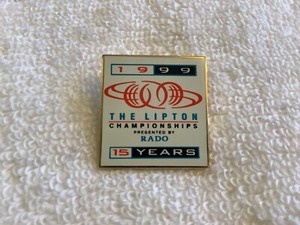 1999
THE LIPTON
CHAMPIONSHIPS
PRESENTED BY
RADO
15 YEARS